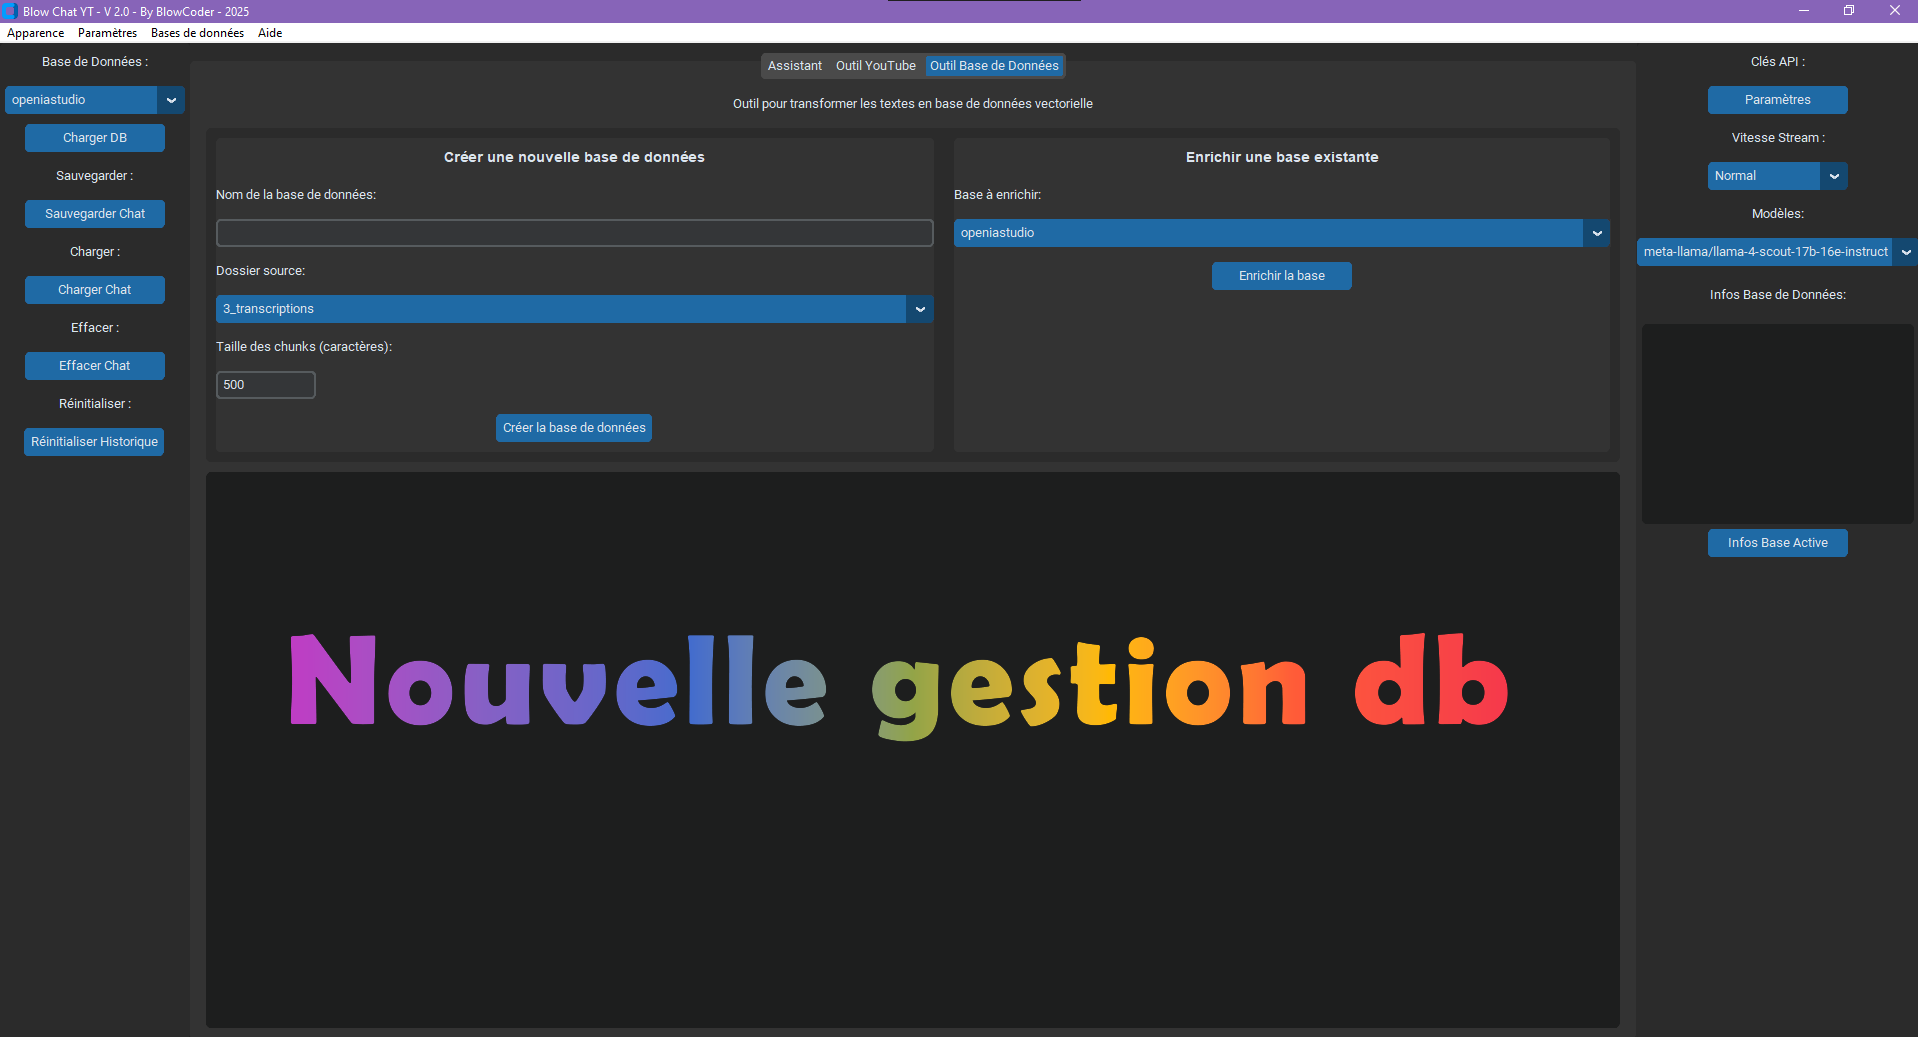 Blow Chat YT - V 2.0 - By BlowCoder - 2025
Apparence Paramètres Bases de données Aide
Base de Données :
openiastudio
Charger DB
Sauvegarder :
Sauvegarder Chat
Charger :
Charger Chat
Effacer :
Effacer Chat
Réinitialiser :
Réinitialiser Historique
Assistant Outil YouTube Outil Base de Données
Outil pour transformer les textes en base de données vectorielle
Créer une nouvelle base de données
Nom de la base de données:
Dossier source:
3_transcriptions
Taille des chunks (caractères):
500
Créer la base de données
Enrichir une base existante
Base à enrichir:
openiastudio
Enrichir la base
Nouvelle gestion db
Clés API :
Paramètres
Vitesse Stream :
Normal
Modèles:
meta-llama/llama-4-scout-17b-16e-instruct
Infos Base de Données:
Infos Base Active